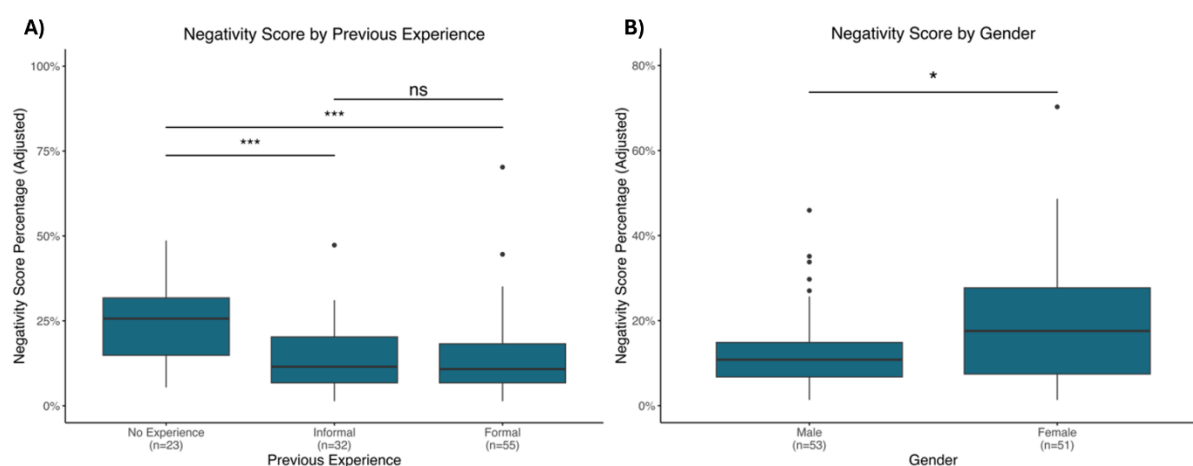 A)
Negativity Score by Previous Experience
Negativity Score Percentage (Adjusted)
100%
75%
50%
25%
0%
ns
***
***
No Experience
(n=23)
Informal
(n=32)
Formal
(n=55)
Previous Experience
B)
Negativity Score by Gender
Negativity Score Percentage (Adjusted)
80%
60%
40%
20%
0%
*
Male
(n=53)
Female
(n=51)
Gender